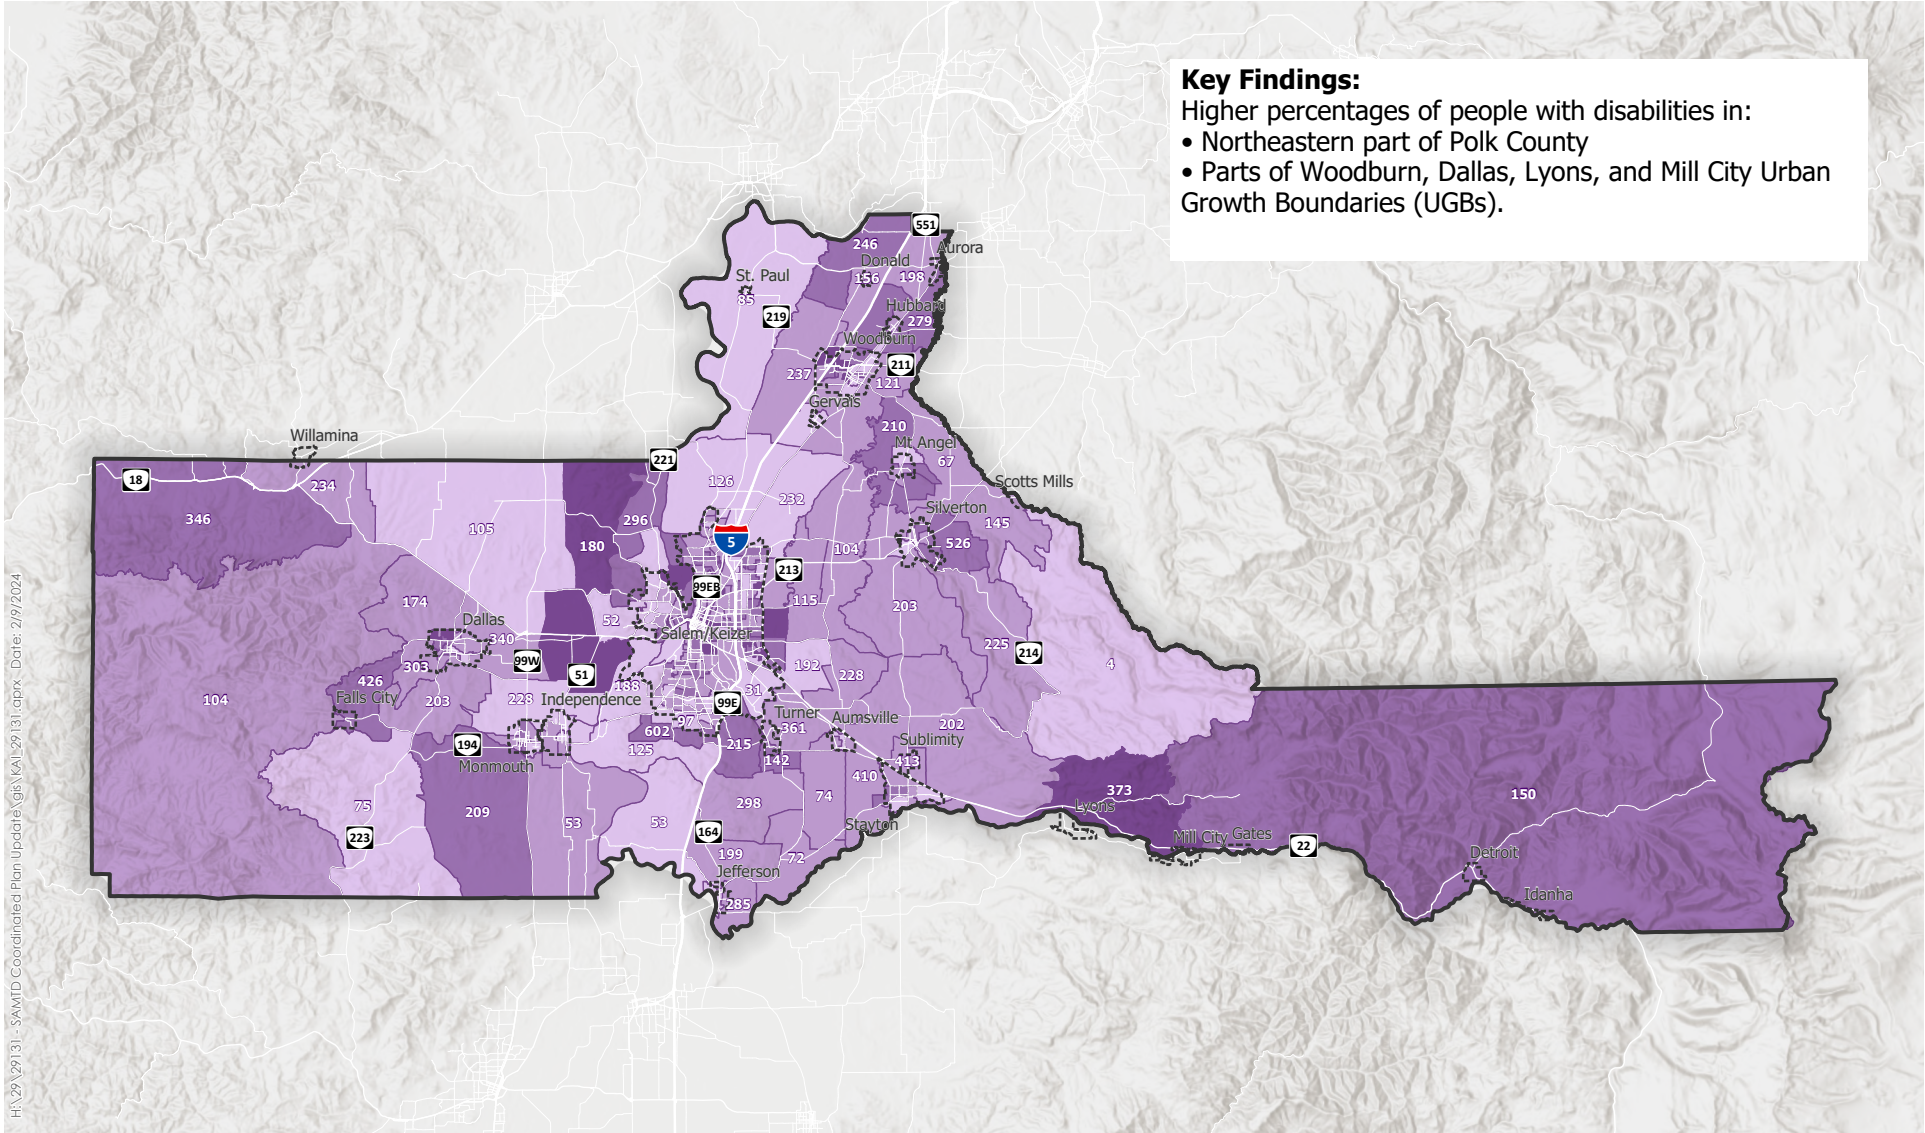 Key Findings:
Higher percentages of people with disabilities in:
• Northeastern part of Polk County
• Parts of Woodburn, Dallas, Lyons, and Mill City Urban
Growth Boundaries (UGBs).
551
246
Aurora
Donald
St. Paul
156
198
85
Hubbard
219
279
Woodburn
211
237
121
Gervais
210
Willamina
Mt Angel
221
67
18
126
Scotts Mills
234
232
Silverton
346
296
145
105
5
180
104
526
213
99EB
174
115
203
Dallas
52
Salem/Keizer
340
225
214
99W
303
192
4
51
228
426
188
31
104
Falls City
203
228
Independence
99E
Turner
Aumsville
97
361
202
602
Sublimity
194
125
215
142
413
Monmouth
410
373
150
75
298
74
Lyons
209
53
53
Stayton
164
Mill City
Gates
223
22
199
72
Detroit
Jefferson
Idanha
285
H:\29\29131 - SAMTD Coordinated Plan Update\gis\KAI_29131.aprx Date: 2/9/2024